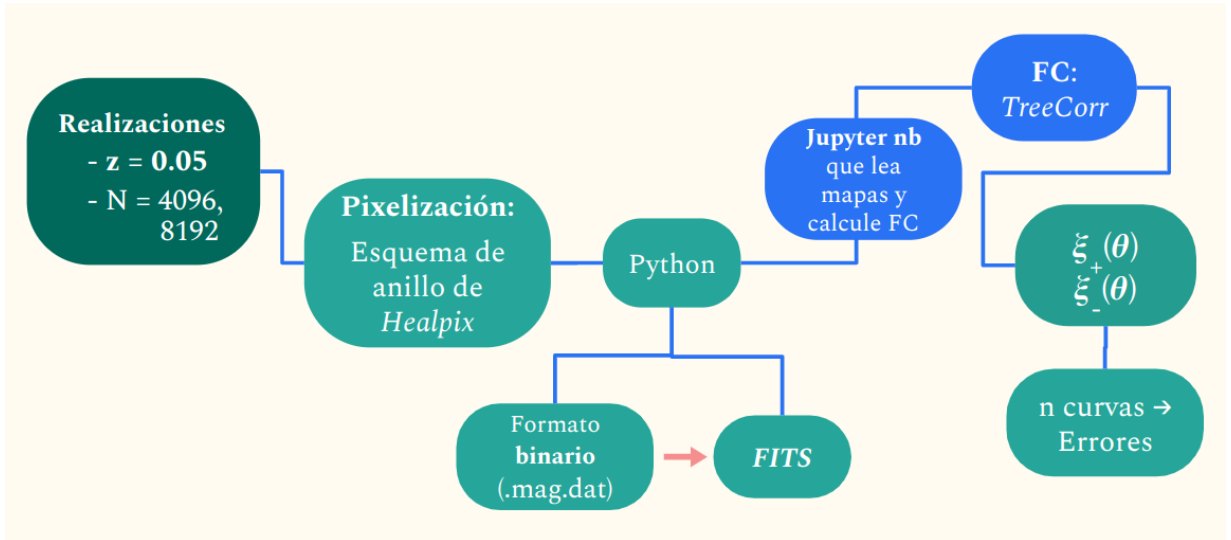 Realizaciones
- z = 0.05
- N = 4096,
8192
Pixelización:
Esquema de
anillo de
Healpix
Python
Formato
binario
(.mag.dat)
FITS
Jupyter nb
que lea
mapas y
calcule FC
FC:
TreeCorr
ξ+(θ)
ξ-(θ)
n curvas →
Errores